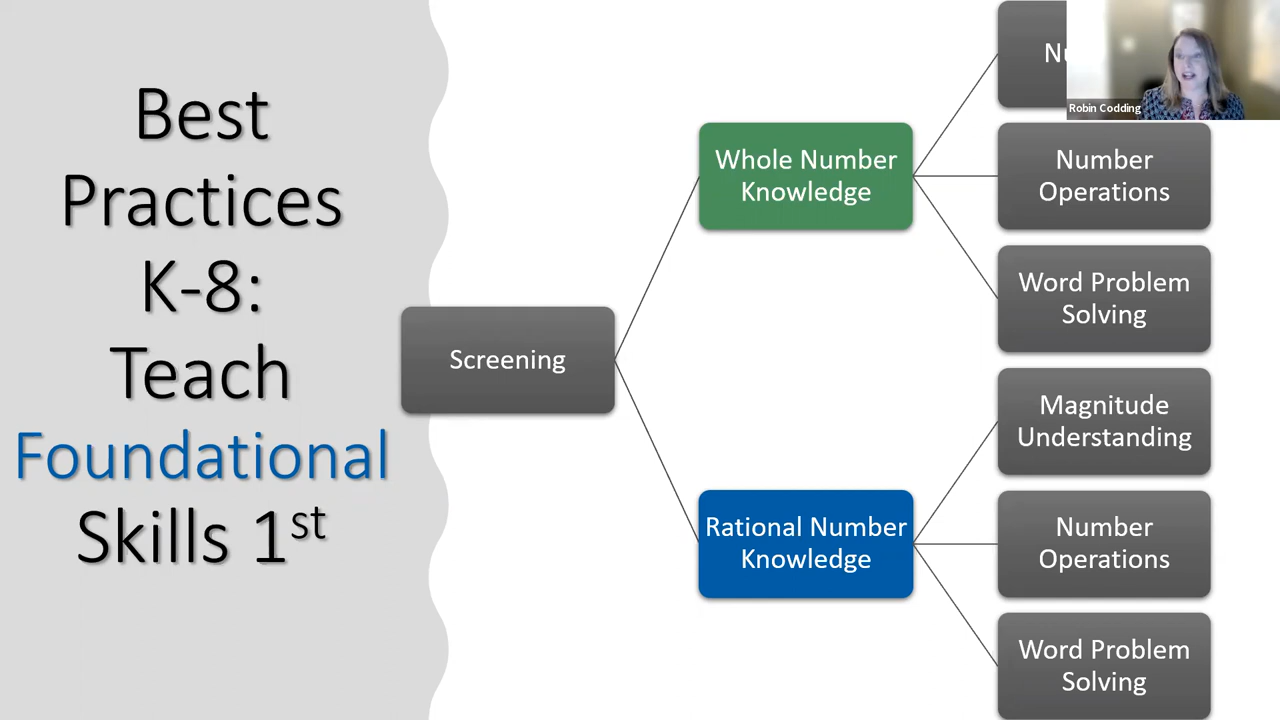 Best
Practices
K-8:
Teach
Foundational
Skills 1st
Screening
Whole Number
Knowledge
Rational Number
Knowledge
Number
Operations
Word Problem
Solving
Magnitude
Understanding
Number
Operations
Word Problem
Solving
Robin Codding